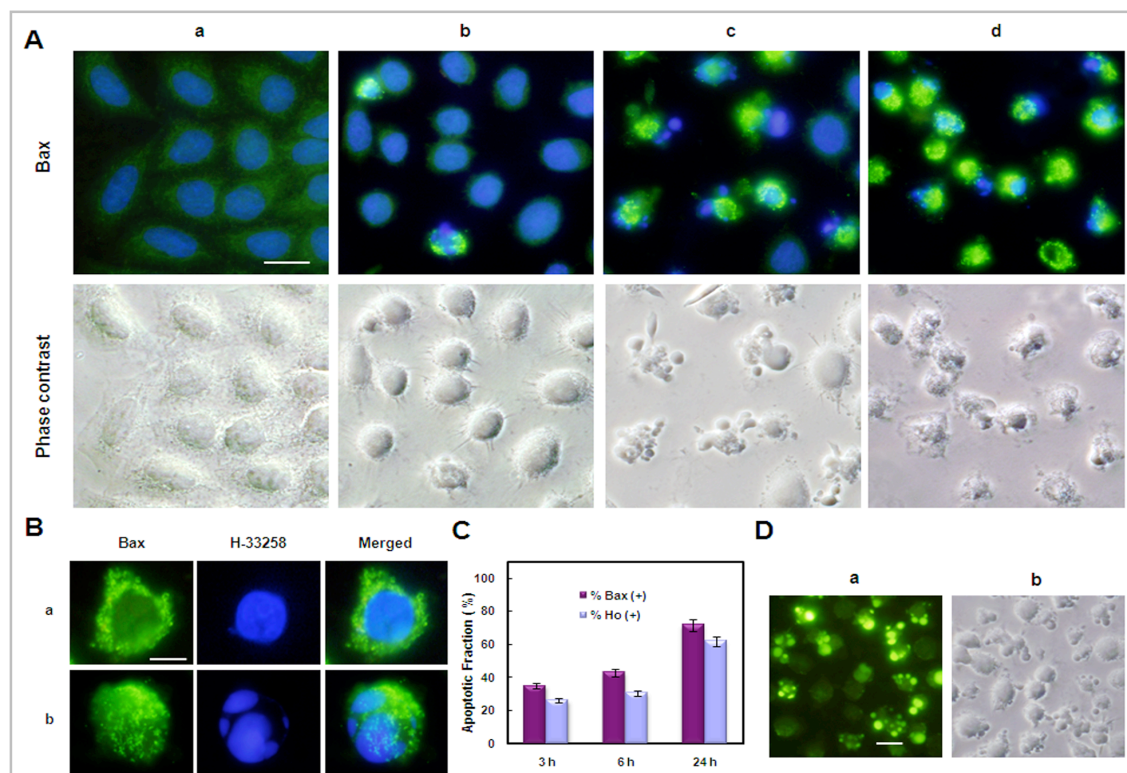 A
a b c d
Bax
Phase contrast
B
Bax H-33258 Merged
a
b
C
Apoptotic Fraction (%)
100
80
60
40
20
0
% Bax (+)
% Ho (+)
3 h 6 h 24 h
D
a b